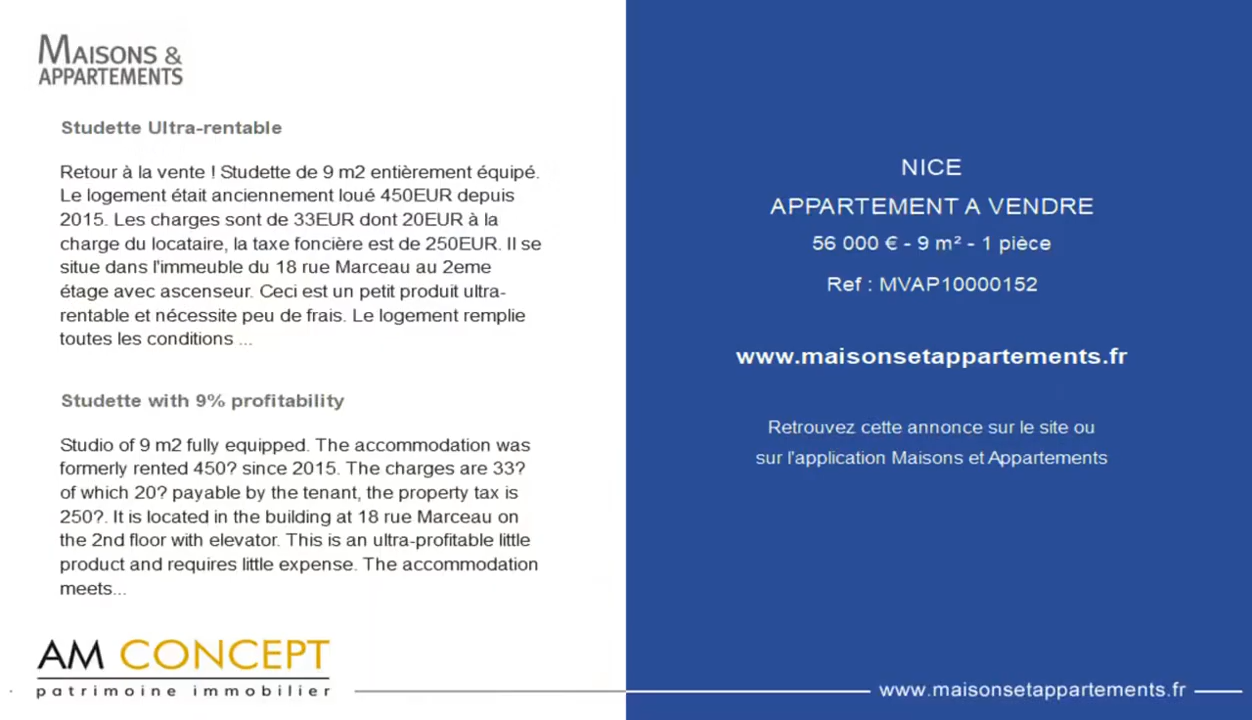 MAISONS &
APPARTEMENTS
Studette Ultra-rentable
Retour à la vente ! Studette de 9 m2 entièrement équipé.
Le logement était anciennement loué 450EUR depuis
2015. Les charges sont de 33EUR dont 20EUR à la
charge du locataire, la taxe foncière est de 250EUR. Il se
situe dans l'immeuble du 18 rue Marceau au 2eme
étage avec ascenseur. Ceci est un petit produit ultra-
rentable et nécessite peu de frais. Le logement remplie
toutes les conditions ...
Studette with 9% profitability
Studio of 9 m2 fully equipped. The accommodation was
formerly rented 450? since 2015. The charges are 33?
of which 20? payable by the tenant, the property tax is
250?. It is located in the building at 18 rue Marceau on
the 2nd floor with elevator. This is an ultra-profitable little
product and requires little expense. The accommodation
meets...
AM CONCEPT
patrimoine immobilier
NICE
APPARTEMENT A VENDRE
56 000 € - 9 m² - 1 pièce
Ref : MVAP10000152
www.maisonsetappartements.fr
Retrouvez cette annonce sur le site ou
sur l'application Maisons et Appartements
www.maisonsetappartements.fr